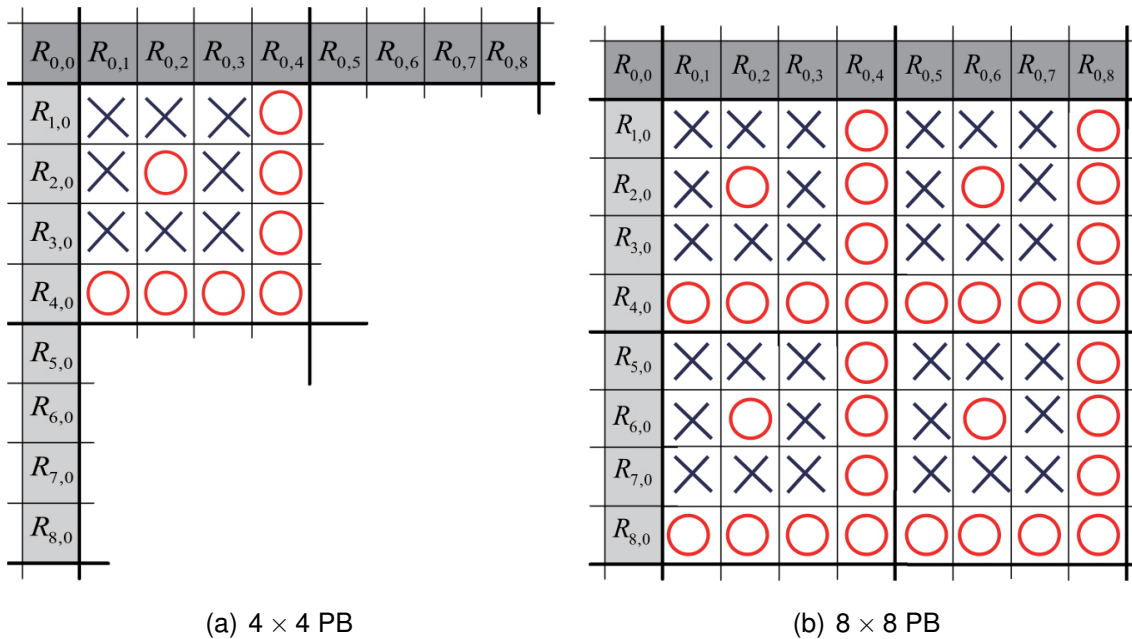 R0,0 R0,1 R0,2 R0,3 R0,4 R0,5 R0,6 R0,7 R0,8
R1,0
R2,0
R3,0
R4,0
R5,0
R6,0
R7,0
R8,0
(a) 4 × 4 PB
R0,0 R0,1 R0,2 R0,3 R0,4 R0,5 R0,6 R0,7 R0,8
R1,0
R2,0
R3,0
R4,0
R5,0
R6,0
R7,0
R8,0
(b) 8 × 8 PB